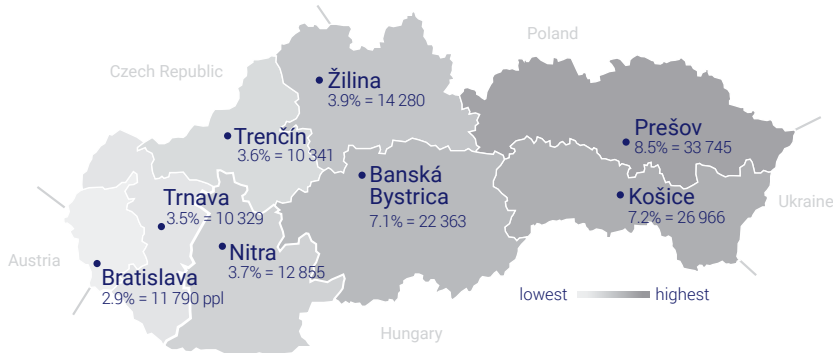 Poland
Czech Republic
Žilina
3.9% = 14 280
Trenčín
3.6% = 10 341
Prešov
8.5% = 33 745
Banská
Bystrica
7.1% = 22 363
Košice
7.2% = 26 966
Ukraine
Trnava
3.5% = 10 329
Nitra
3.7% = 12 855
Austria
Bratislava
2.9% = 11 790 ppl
lowest highest
Hungary